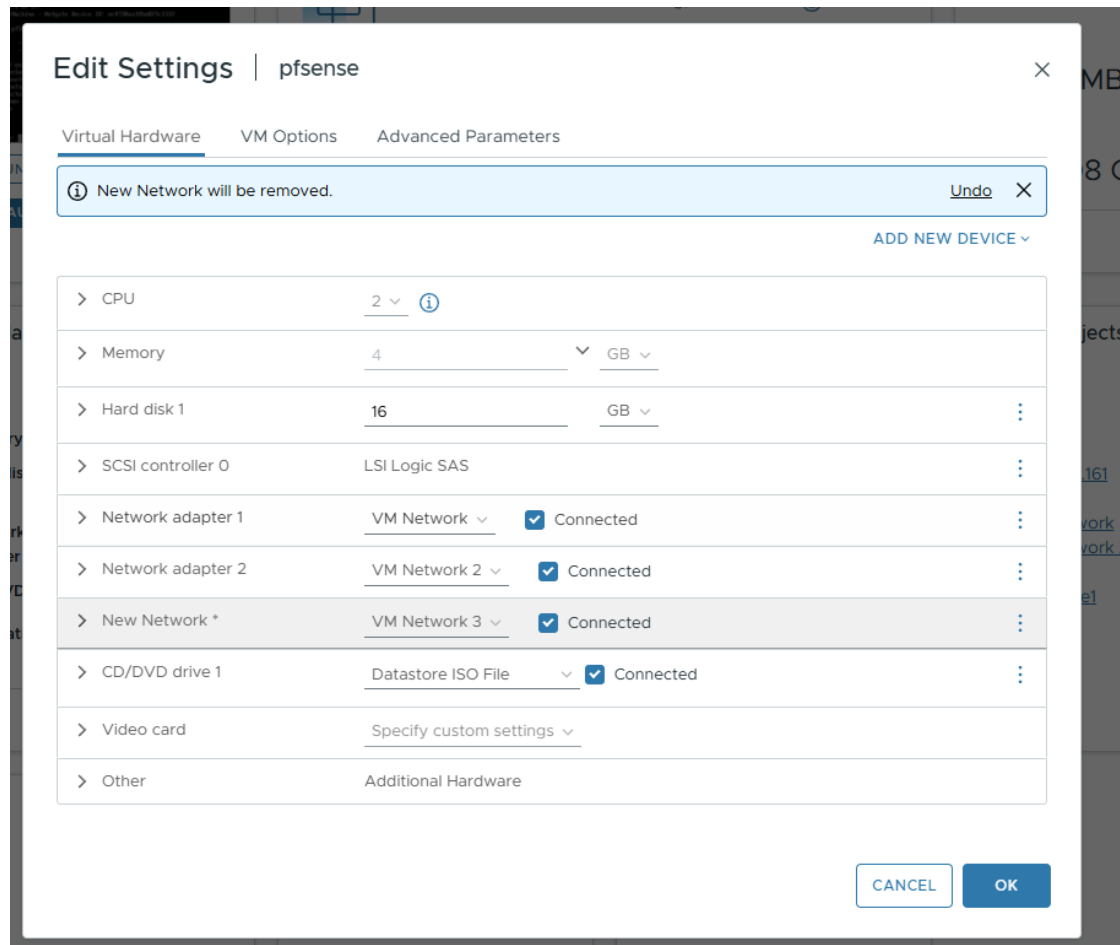 Edit Settings | pfsense
Virtual Hardware VM Options Advanced Parameters
New Network will be removed. Undo
ADD NEW DEVICE
CPU 2
Memory 4 GB
Hard disk 1 16 GB
SCSI controller 0 LSI Logic SAS
Network adapter 1 VM Network Connected
Network adapter 2 VM Network 2 Connected
New Network * VM Network 3 Connected
CD/DVD drive 1 Datastore ISO File Connected
Video card Specify custom settings
Other Additional Hardware
CANCEL OK
MB
jects
.161